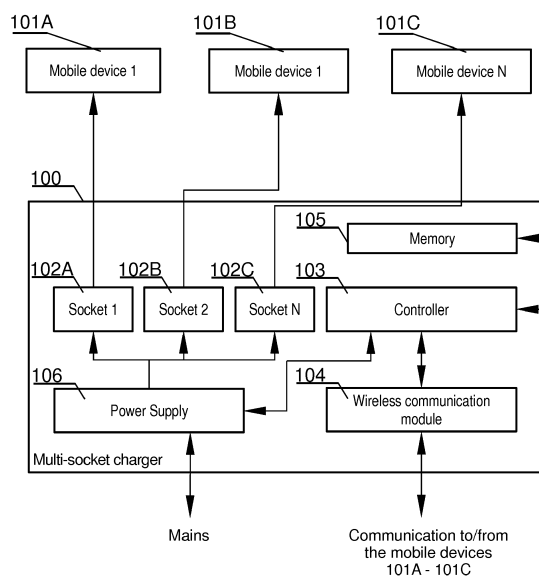 101A
101B
101C
Mobile device 1
Mobile device 1
Mobile device N
100
105
Memory
102A
102B
102C
103
Socket 1
Socket 2
Socket N
Controller
106
104
Power Supply
Wireless communication
module
Multi-socket charger
Mains
Communication to/from
the mobile devices
101A - 101C